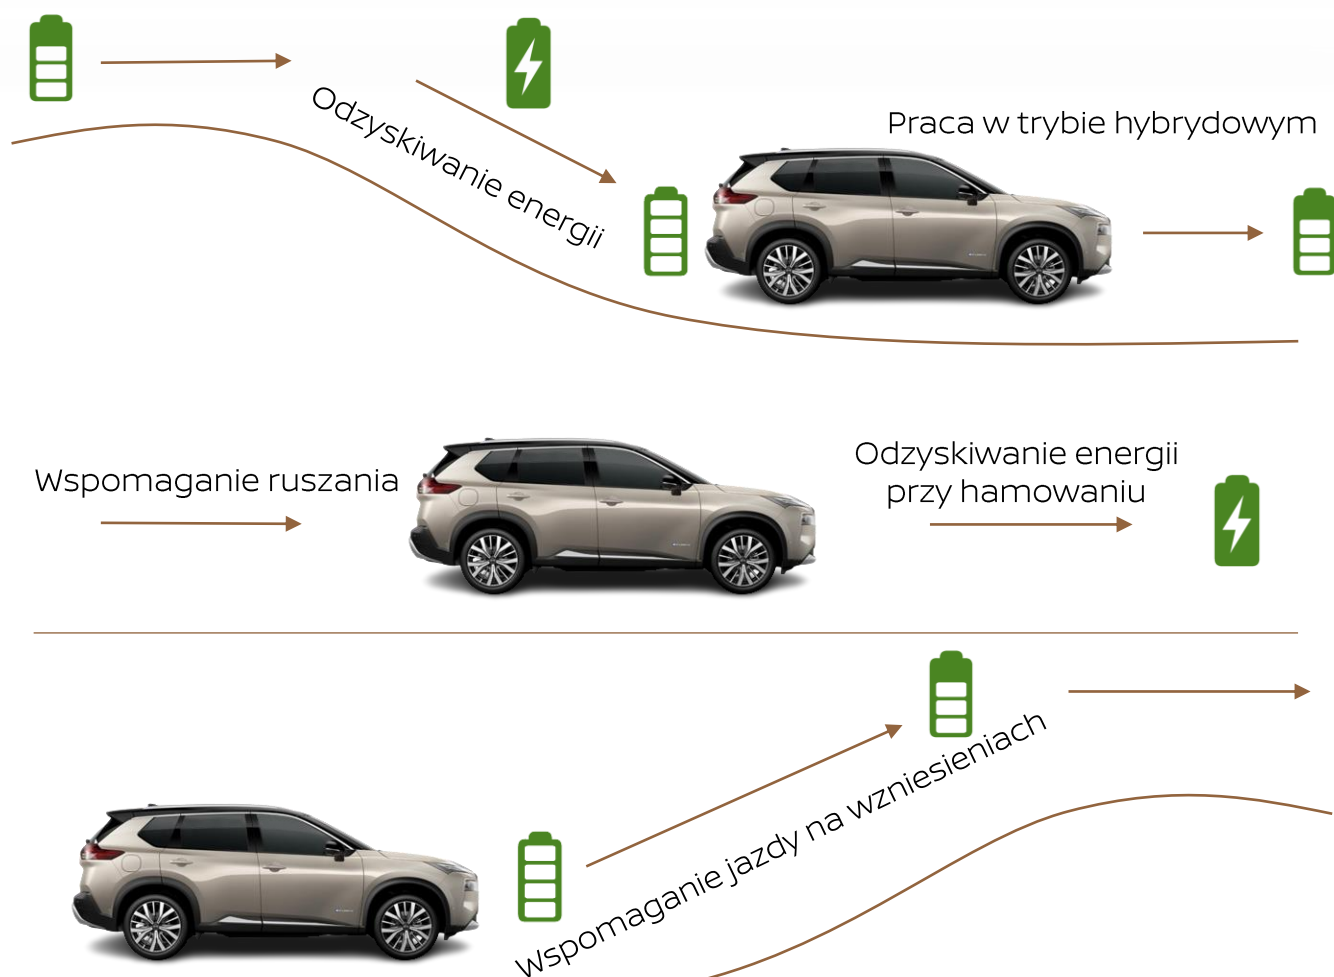 Odzyskiwanie energii
Praca w trybie hybrydowym
Wspomaganie ruszania
Odzyskiwanie energii
przy hamowaniu
Wspomaganie jazdy na wzniesieniach